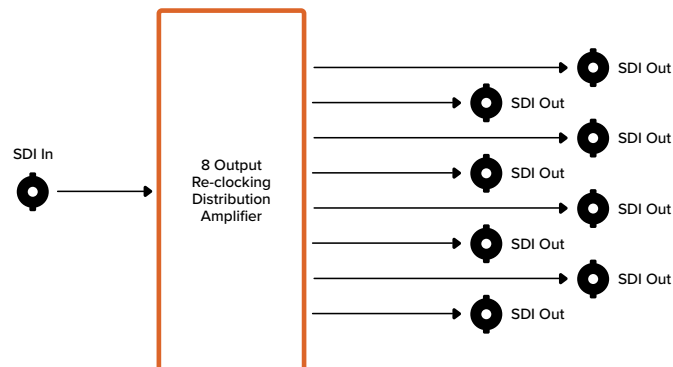 SDI In
8 Output
Re-clocking
Distribution
Amplifier
SDI Out
SDI Out
SDI Out
SDI Out
SDI Out
SDI Out
SDI Out
SDI Out